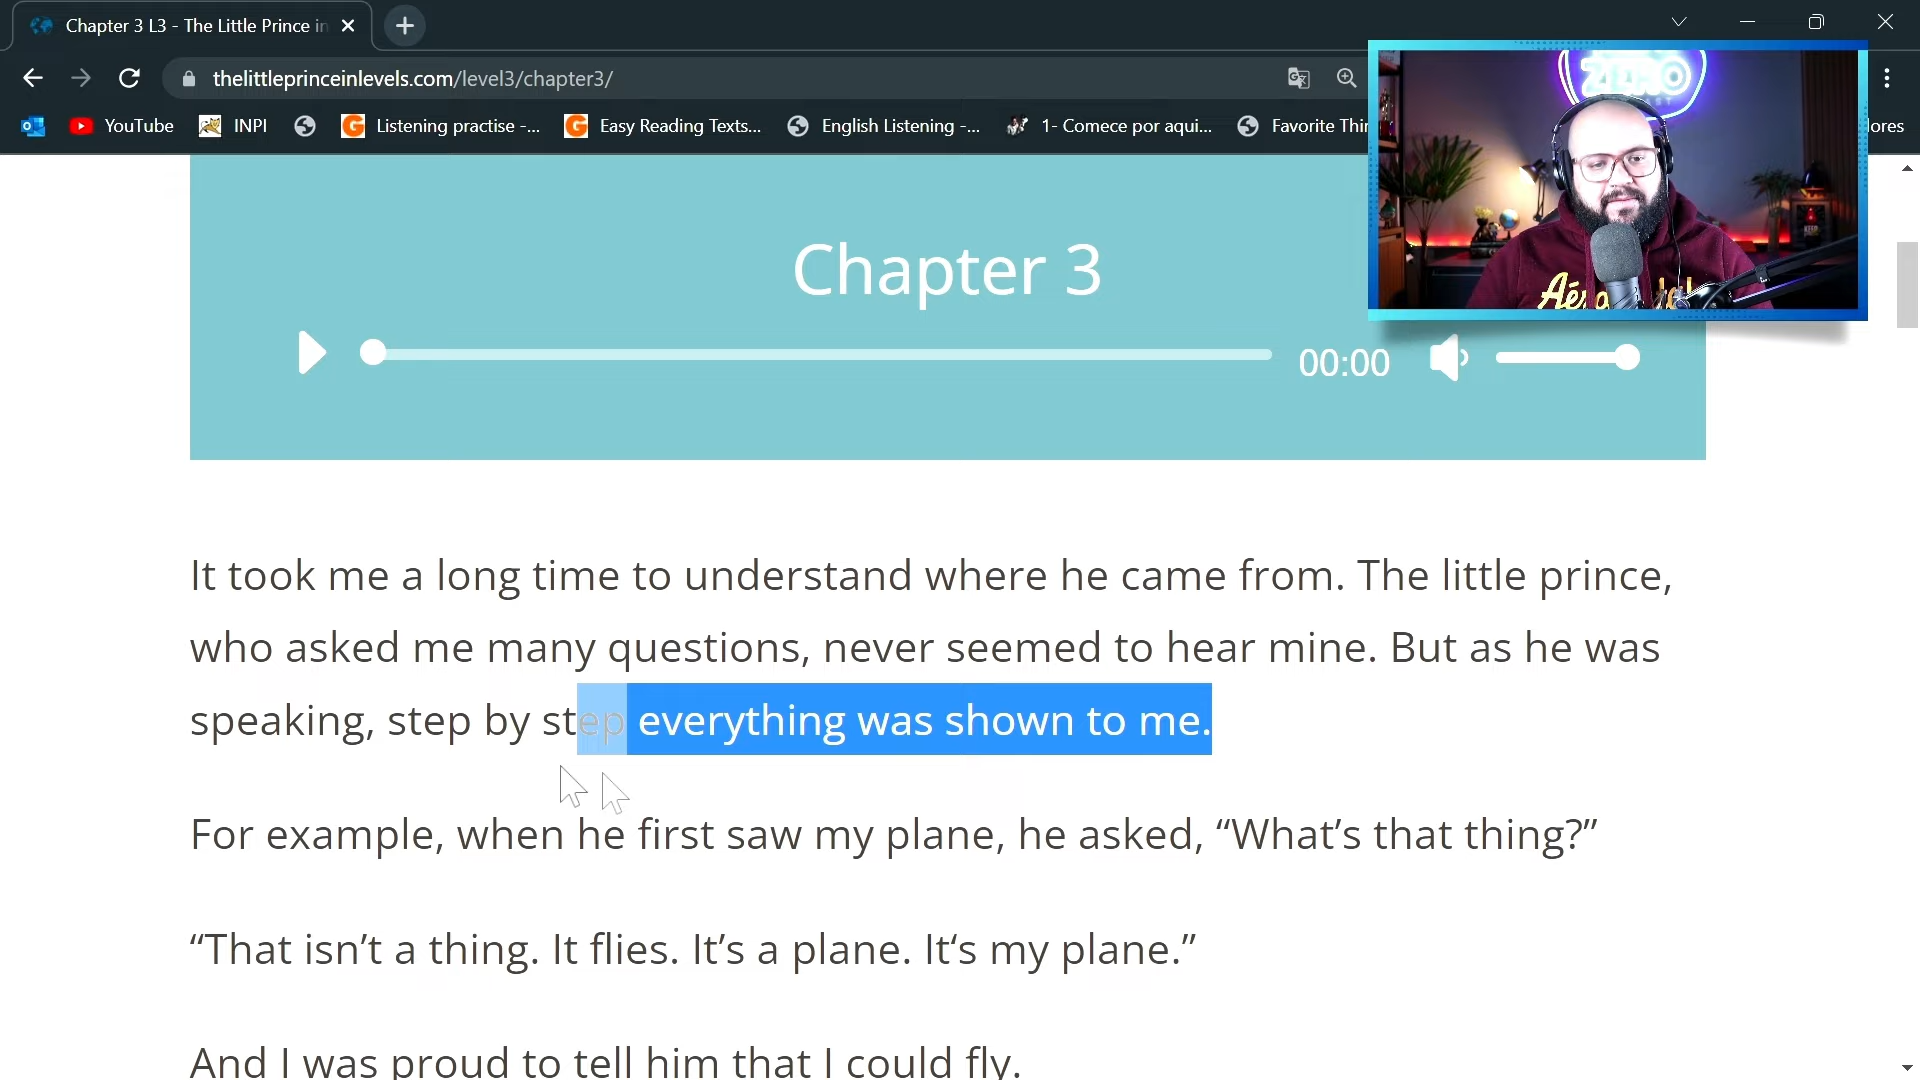 Chapter 3 L3 - The Little Prince in
thelittleprinceinlevels.com/level3/chapter3/
YouTube INPI Listening practise -... Easy Reading Texts... English Listening -... 1- Comece por aqui... Favorite Thin lores
Chapter 3
00:00
It took me a long time to understand where he came from. The little prince,
who asked me many questions, never seemed to hear mine. But as he was
speaking, step by step everything was shown to me.
For example, when he first saw my plane, he asked, “What’s that thing?”
“That isn’t a thing. It flies. It’s a plane. It‘s my plane.”
And I was proud to tell him that I could fly.